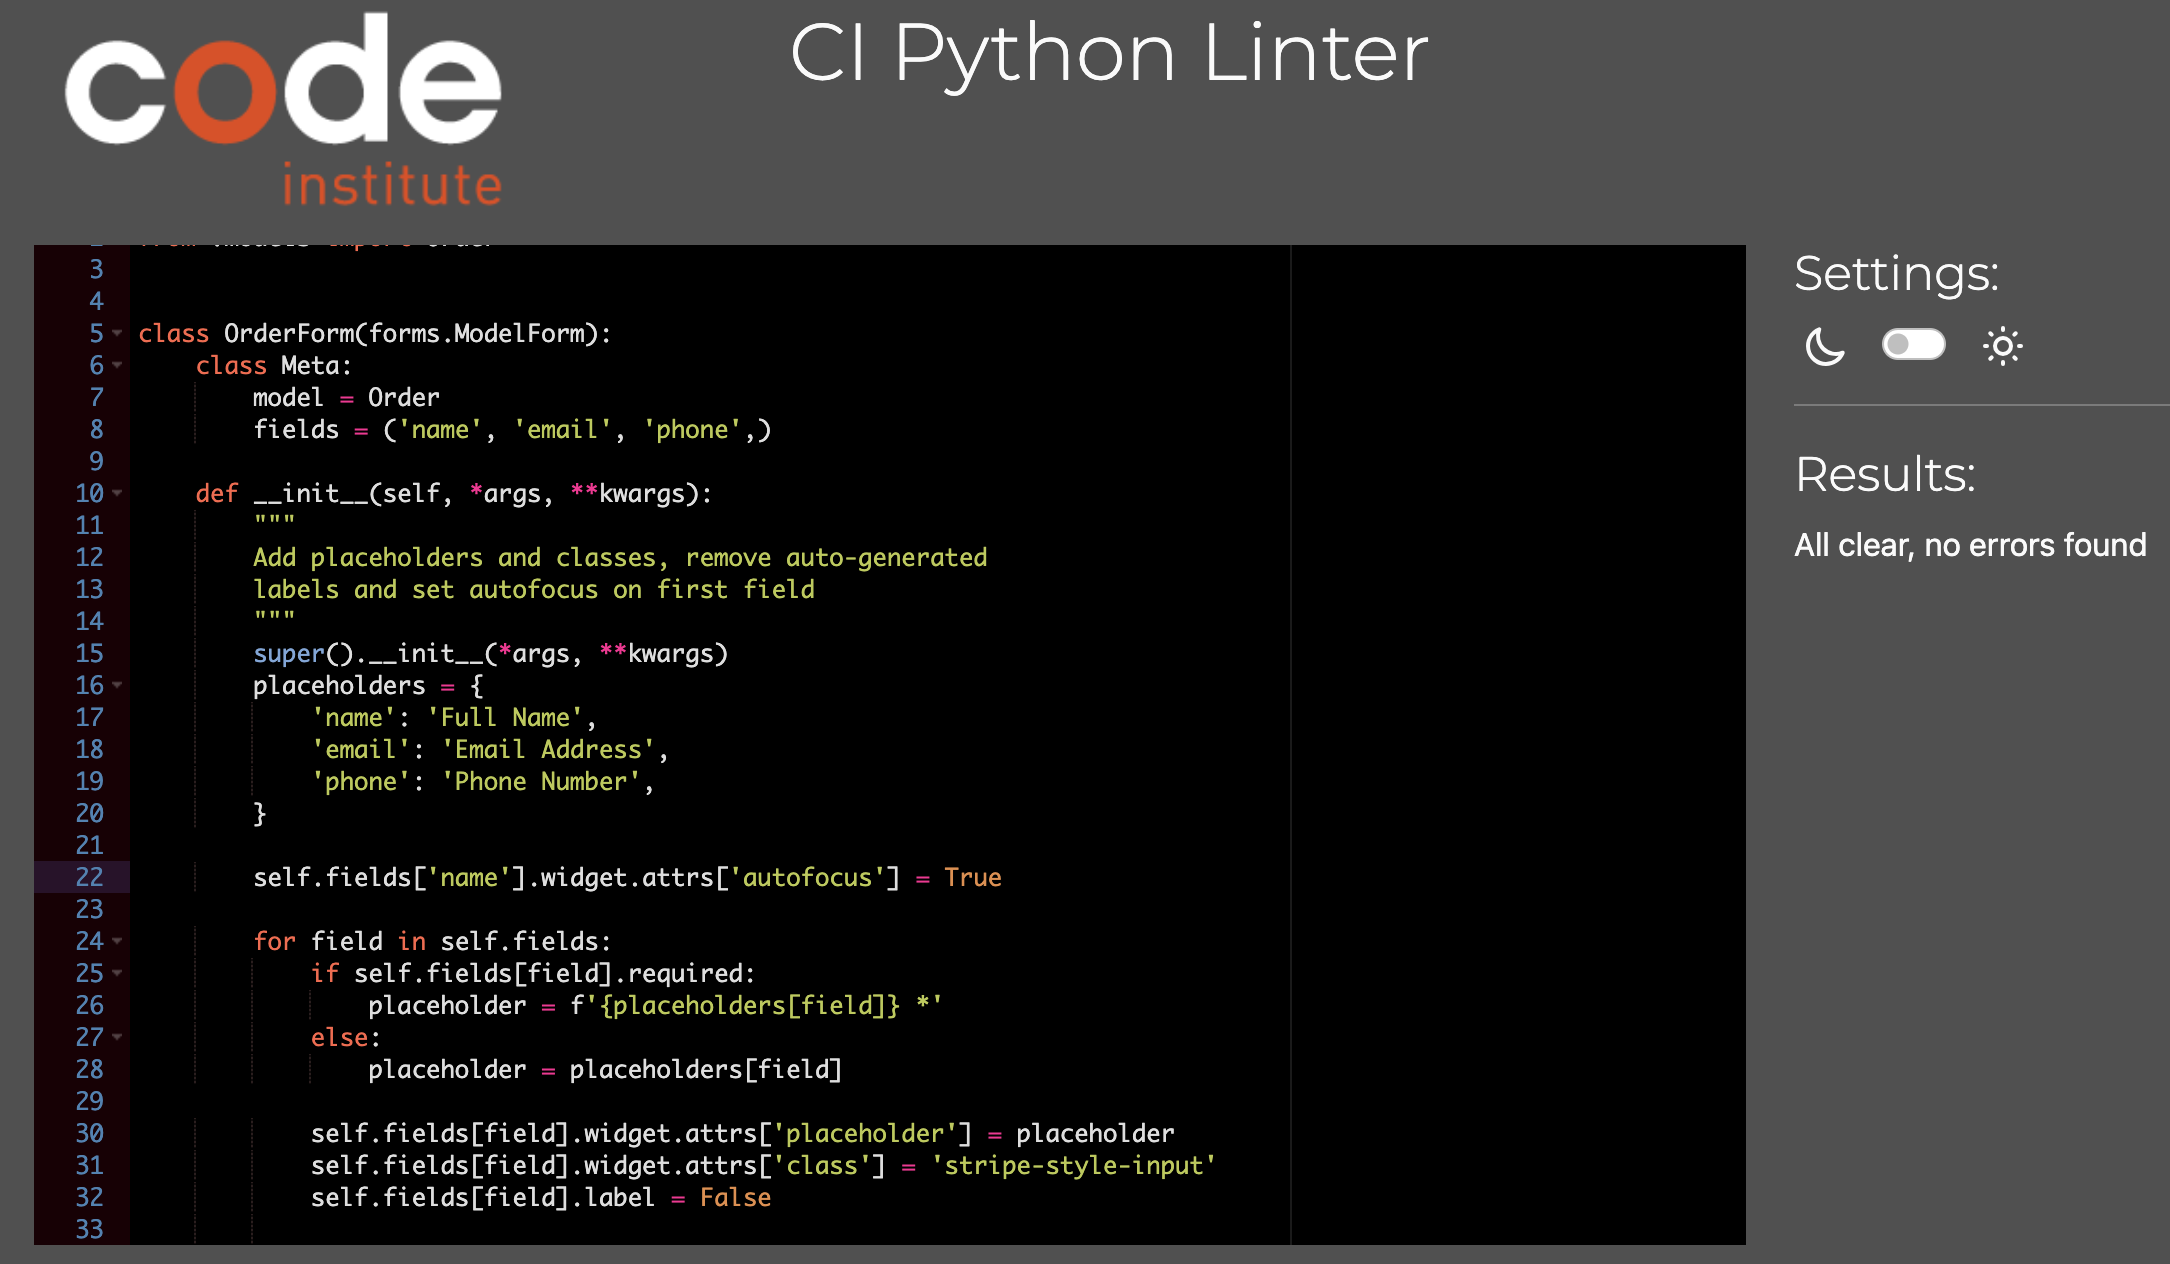 code
institute
CI Python Linter
3
4
5 class OrderForm(forms.ModelForm):
6 class Meta:
7 model = Order
8 fields = ('name', 'email', 'phone',)
9
10 def __init__(self, *args, **kwargs):
11 """
12 Add placeholders and classes, remove auto-generated
13 labels and set autofocus on first field
14 """
15 super().__init__(*args, **kwargs)
16 placeholders = {
17 'name': 'Full Name',
18 'email': 'Email Address',
19 'phone': 'Phone Number',
20 }
21
22 self.fields['name'].widget.attrs['autofocus'] = True
23
24 for field in self.fields:
25 if self.fields[field].required:
26 placeholder = f'{placeholders[field]} *'
27 else:
28 placeholder = placeholders[field]
29
30 self.fields[field].widget.attrs['placeholder'] = placeholder
31 self.fields[field].widget.attrs['class'] = 'stripe-style-input'
32 self.fields[field].label = False
33
Settings:
Results:
All clear, no errors found